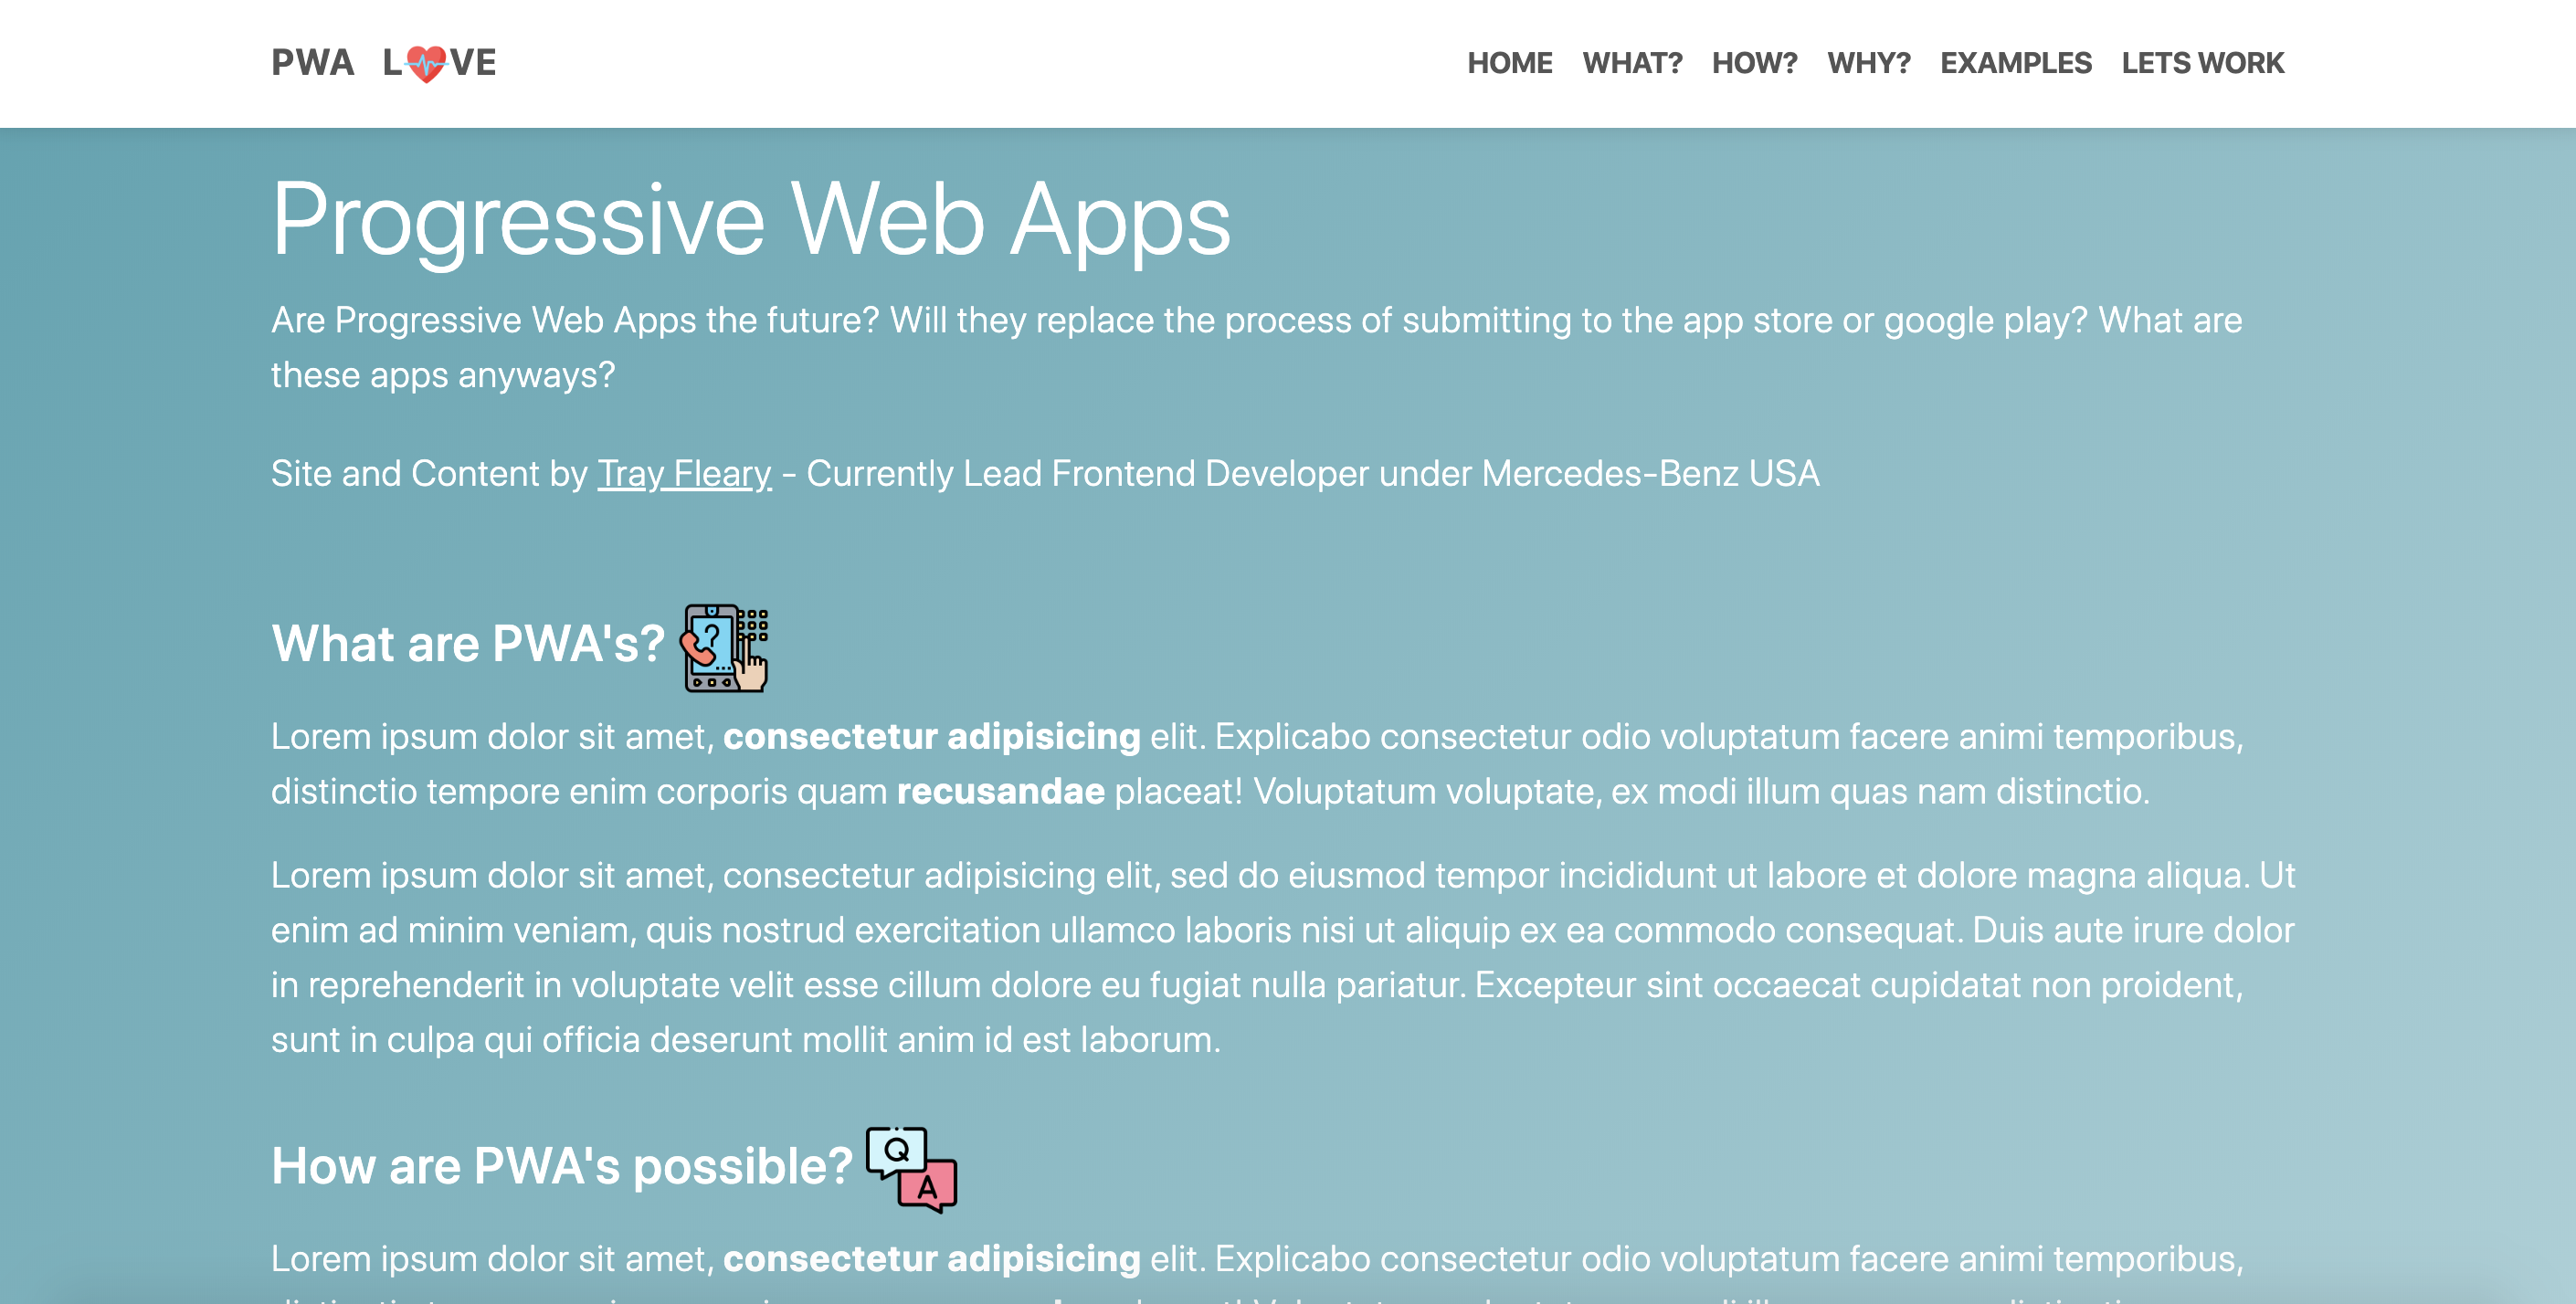 PWA L VE
HOME WHAT? HOW? WHY? EXAMPLES LETS WORK
Progressive Web Apps
Are Progressive Web Apps the future? Will they replace the process of submitting to the app store or google play? What are
these apps anyways?
Site and Content by Tray Fleary - Currently Lead Frontend Developer under Mercedes-Benz USA
What are PWA's?
?
Lorem ipsum dolor sit amet, consectetur adipisicing elit. Explicabo consectetur odio voluptatum facere animi temporibus,
distinctio tempore enim corporis quam recusandae placeat! Voluptatum voluptate, ex modi illum quas nam distinctio.
Lorem ipsum dolor sit amet, consectetur adipisicing elit, sed do eiusmod tempor incididunt ut labore et dolore magna aliqua. Ut
enim ad minim veniam, quis nostrud exercitation ullamco laboris nisi ut aliquip ex ea commodo consequat. Duis aute irure dolor
in reprehenderit in voluptate velit esse cillum dolore eu fugiat nulla pariatur. Excepteur sint occaecat cupidatat non proident,
sunt in culpa qui officia deserunt mollit anim id est laborum.
How are PWA's possible?
Q
A
Lorem ipsum dolor sit amet, consectetur adipisicing elit. Explicabo consectetur odio voluptatum facere animi temporibus,